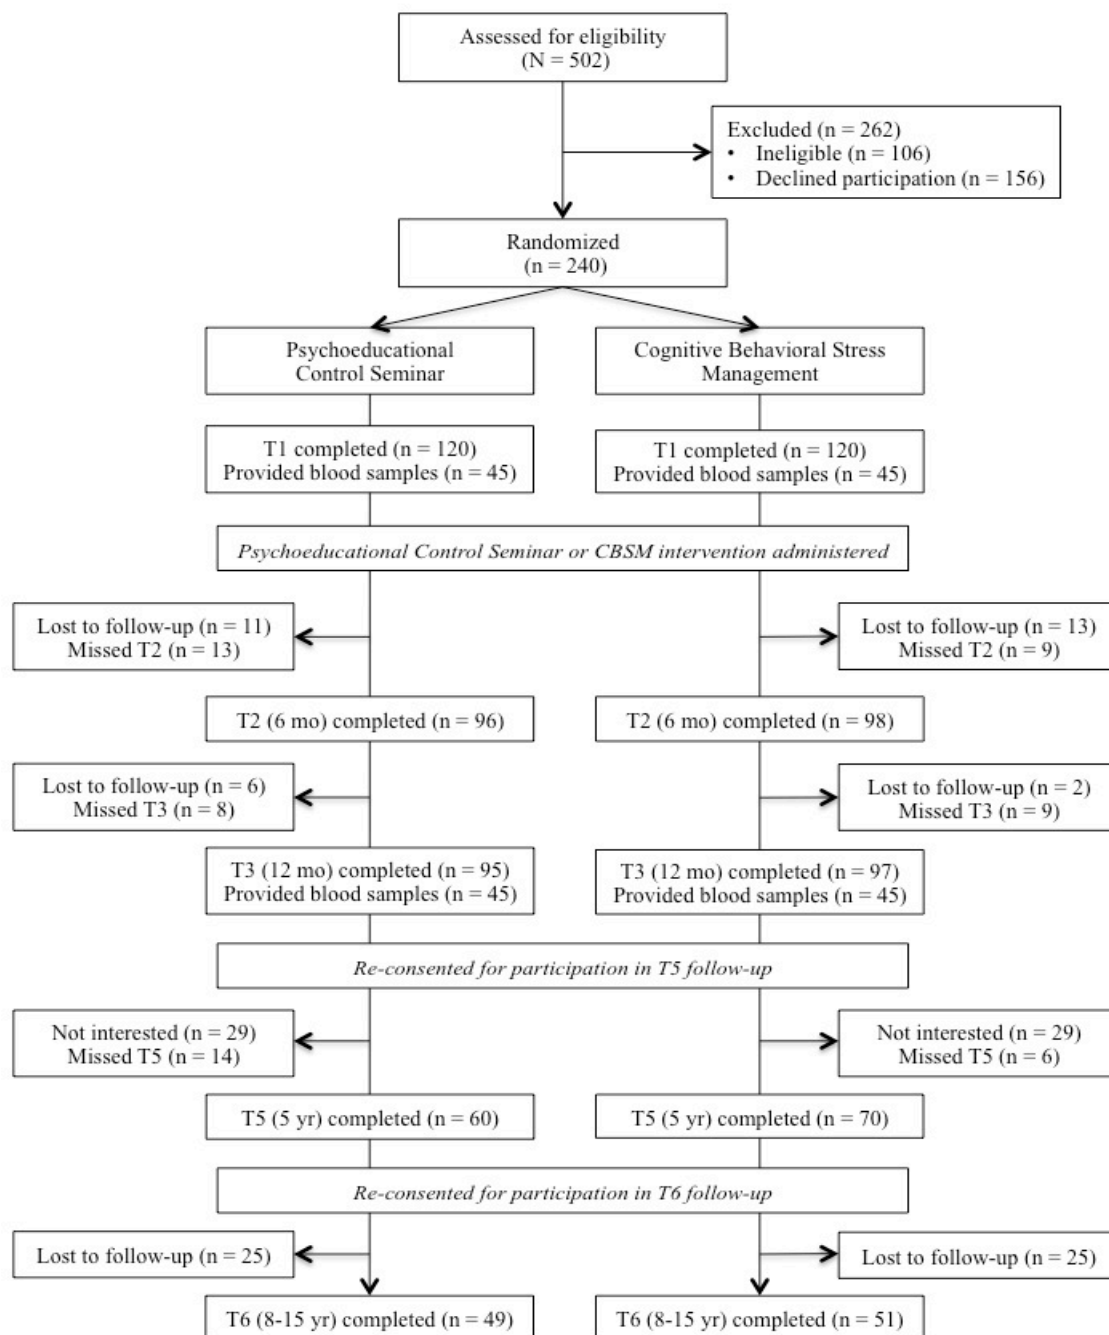 Assessed for eligibility
(N = 502)
Excluded (n = 262)
• Ineligible (n = 106)
• Declined participation (n = 156)
Randomized
(n = 240)
Psychoeducational
Control Seminar
Cognitive Behavioral Stress
Management
T1 completed (n = 120)
Provided blood samples (n = 45)
T1 completed (n = 120)
Provided blood samples (n = 45)
Psychoeducational Control Seminar or CBSM intervention administered
Lost to follow-up (n = 11)
Missed T2 (n = 13)
Lost to follow-up (n = 13)
Missed T2 (n = 9)
T2 (6 mo) completed (n = 96)
T2 (6 mo) completed (n = 98)
Lost to follow-up (n = 6)
Missed T3 (n = 8)
Lost to follow-up (n = 2)
Missed T3 (n = 9)
T3 (12 mo) completed (n = 95)
Provided blood samples (n = 45)
T3 (12 mo) completed (n = 97)
Provided blood samples (n = 45)
Re-consented for participation in T5 follow-up
Not interested (n = 29)
Missed T5 (n = 14)
Not interested (n = 29)
Missed T5 (n = 6)
T5 (5 yr) completed (n = 60)
T5 (5 yr) completed (n = 70)
Re-consented for participation in T6 follow-up
Lost to follow-up (n = 25)
Lost to follow-up (n = 25)
T6 (8-15 yr) completed (n = 49)
T6 (8-15 yr) completed (n = 51)